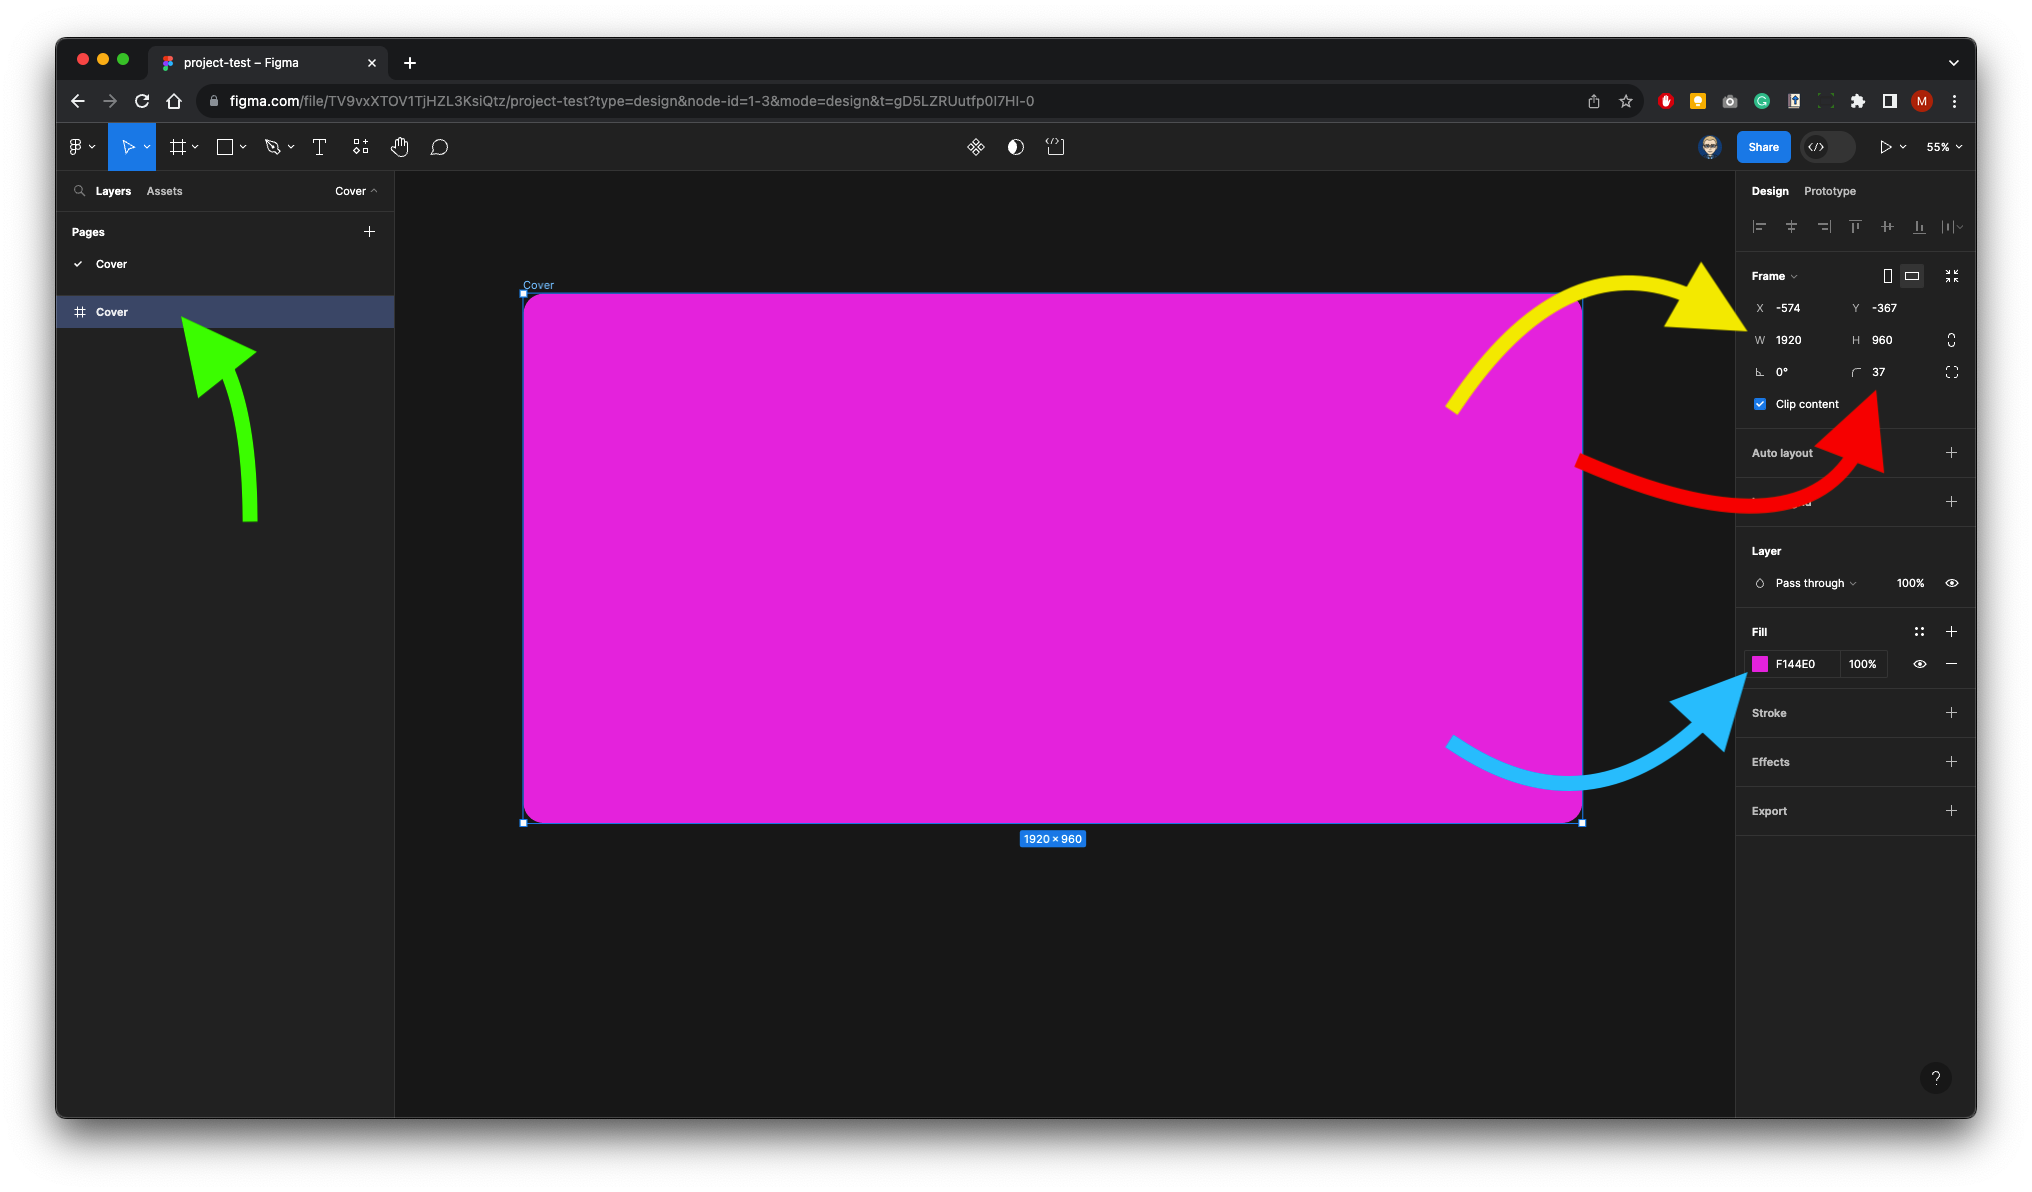 project-test – Figma
figma.com/file/TV9vxXTOV1TjHZL3KsiQtz/project-test?type=design&node-id=1-3&mode=design&t=gD5LZRUutfp0I7HI-0
M
Share
55%
Layers Assets Cover
Pages
Cover
Cover
Cover
1920 × 960
Design Prototype
Frame
X -574 Y -367
W 1920 H 960
0° 37
Clip content
Auto layout
Layer
Pass through 100%
Fill
F144E0 100%
Stroke
Effects
Export
?